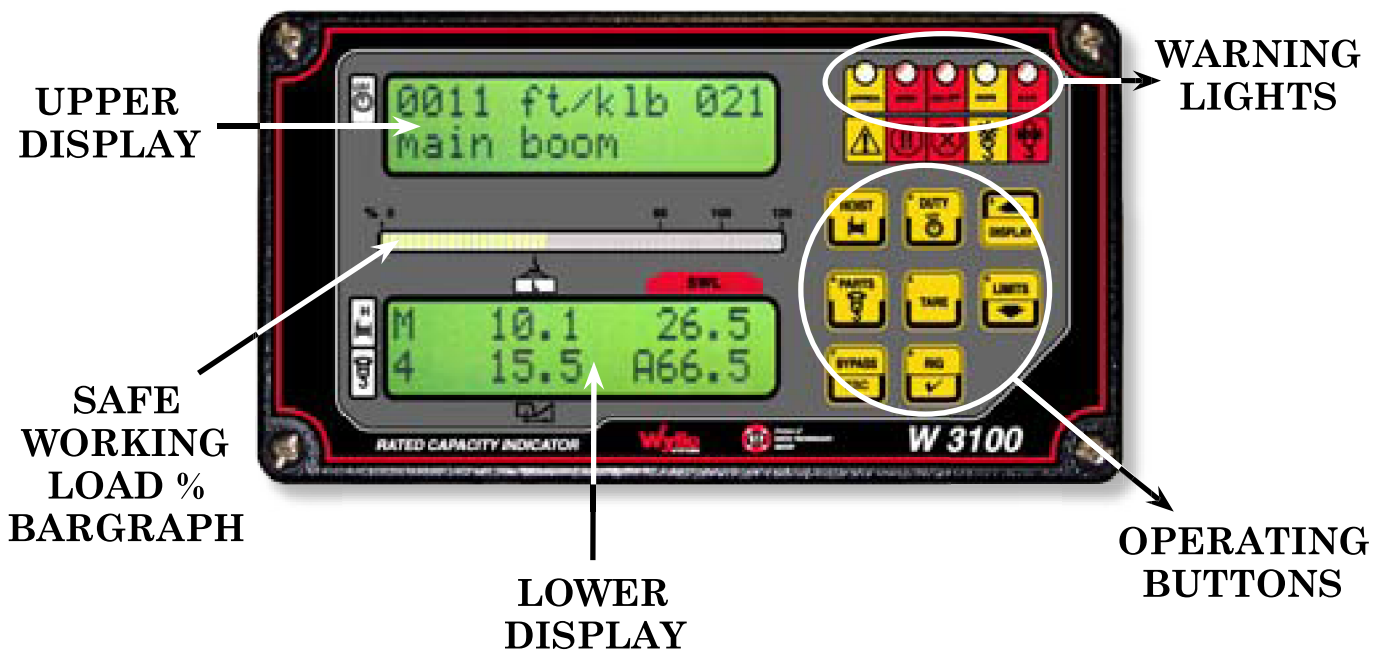 WARNING
LIGHTS
UPPER
DISPLAY
0011 ft/klb 021
main boom
% 0 100 120
SWL
M 10.1 26.5
4 15.5 A66.5
HOIST
DUTY
DISPLAY
PARTS
TARE
LIMITS
BYPASS
RIG
RATED CAPACITY INDICATOR
Wylie
W 3100
SAFE
WORKING
LOAD %
BARGRAPH
LOWER
DISPLAY
OPERATING
BUTTONS